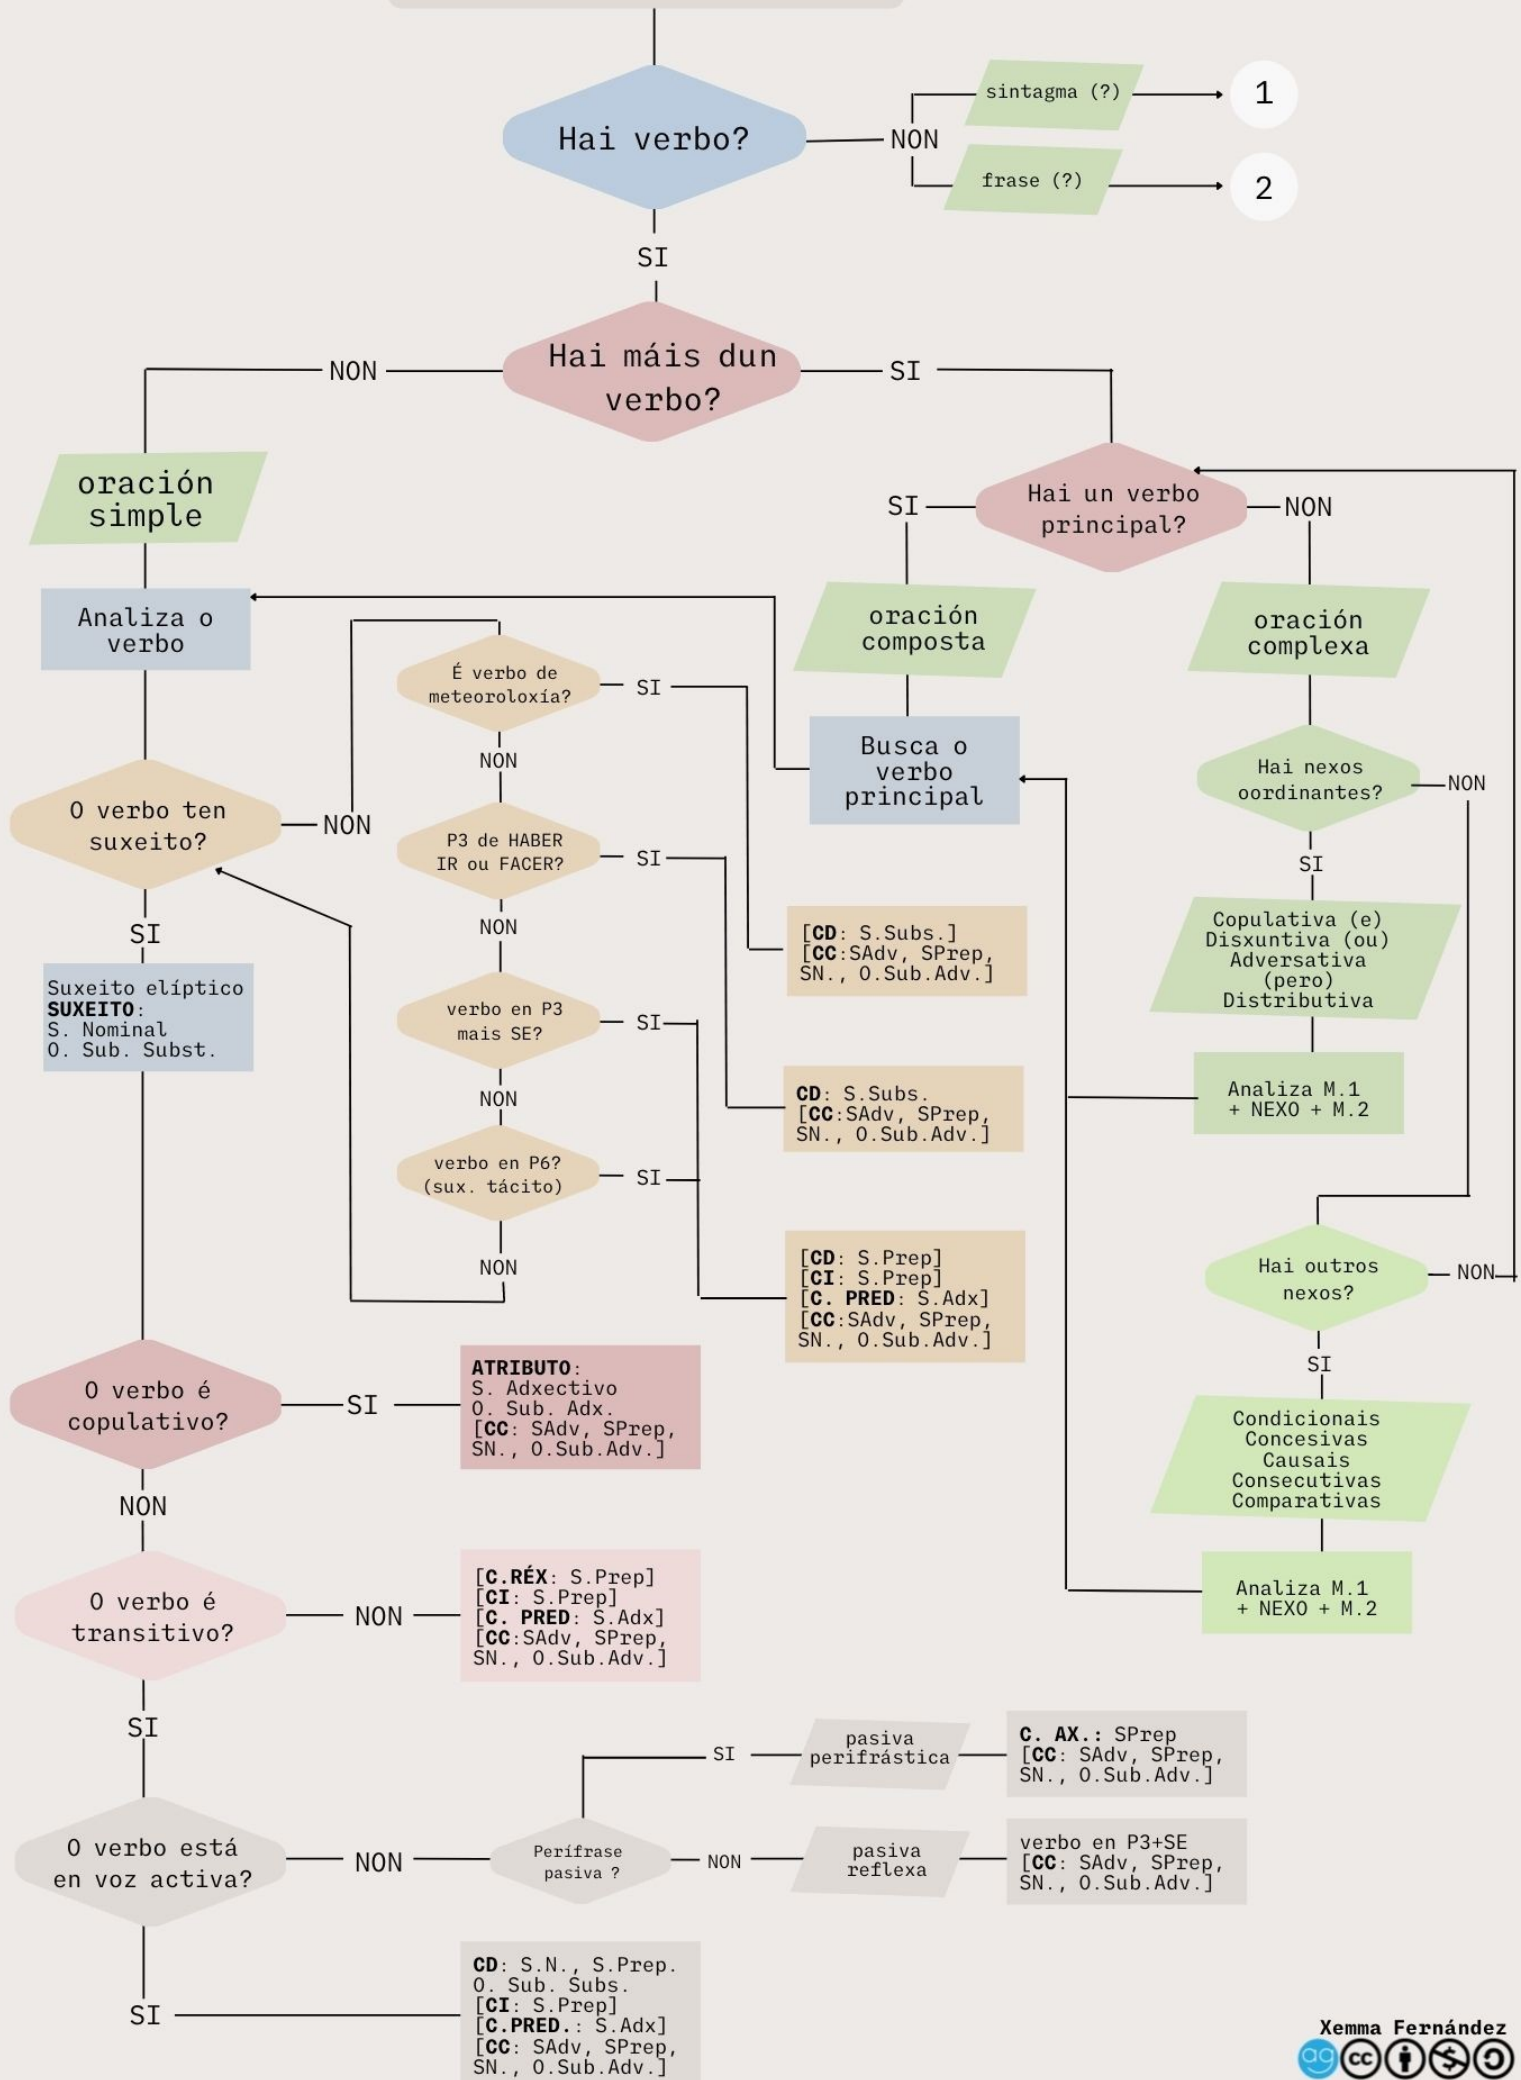 Hai verbo?
NON
sintagma (?)
1
frase (?)
2
SI
Hai máis dun
verbo?
NON
SI
oración
simple
Hai un verbo
principal?
SI
NON
Analiza o
verbo
oración
composta
oración
complexa
É verbo de
meteoroloxía?
SI
NON
Busca o
verbo
principal
Hai nexos
oordinantes?
NON
SI
O verbo ten
suxeito?
NON
SI
P3 de HABER
IR ou FACER?
SI
NON
[CD: S.Subs.]
[CC:SAdv, SPrep,
SN., O.Sub.Adv.]
Copulativa (e)
Disxuntiva (ou)
Adversativa
(pero)
Distributiva
Suxeito elíptico
SUXEITO:
S. Nominal
O. Sub. Subst.
verbo en P3
mais SE?
SI
NON
CD: S.Subs.
[CC:SAdv, SPrep,
SN., O.Sub.Adv.]
Analiza M.1
+ NEXO + M.2
verbo en P6?
(sux. tácito)
SI
NON
[CD: S.Prep]
[CI: S.Prep]
[C. PRED: S.Adx]
[CC:SAdv, SPrep,
SN., O.Sub.Adv.]
Hai outros
nexos?
NON
SI
O verbo é
copulativo?
SI
ATRIBUTO:
S. Adxectivo
O. Sub. Adx.
[CC: SAdv, SPrep,
SN., O.Sub.Adv.]
NON
Condicionais
Concesivas
Causais
Consecutivas
Comparativas
Analiza M.1
+ NEXO + M.2
O verbo é
transitivo?
NON
[C.RÉX: S.Prep]
[CI: S.Prep]
[C. PRED: S.Adx]
[CC:SAdv, SPrep,
SN., O.Sub.Adv.]
SI
O verbo está
en voz activa?
NON
Perífrase
pasiva ?
SI
pasiva
perifrástica
C. AX.: SPrep
[CC: SAdv, SPrep,
SN., O.Sub.Adv.]
NON
pasiva
reflexa
verbo en P3+SE
[CC: SAdv, SPrep,
SN., O.Sub.Adv.]
SI
CD: S.N., S.Prep.
O. Sub. Subs.
[CI: S.Prep]
[C.PRED.: S.Adx]
[CC: SAdv, SPrep,
SN., O.Sub.Adv.]
Xemma Fernández
ag cc